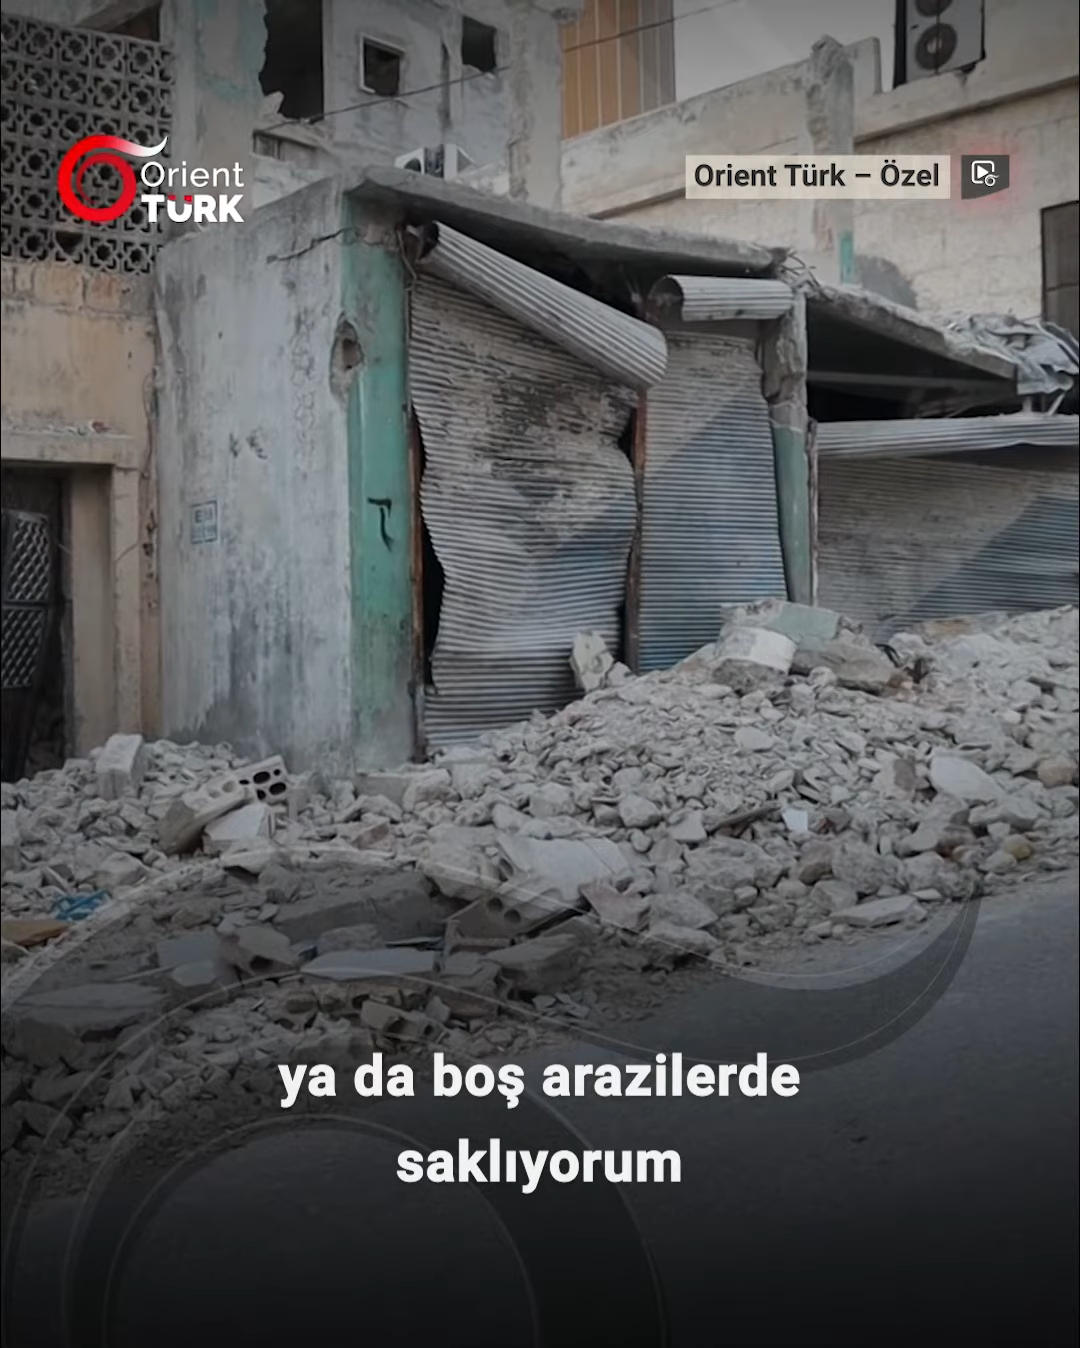 Orient
TÜRK
Orient Türk – Özel
ya da boş arazilerde
saklıyorum